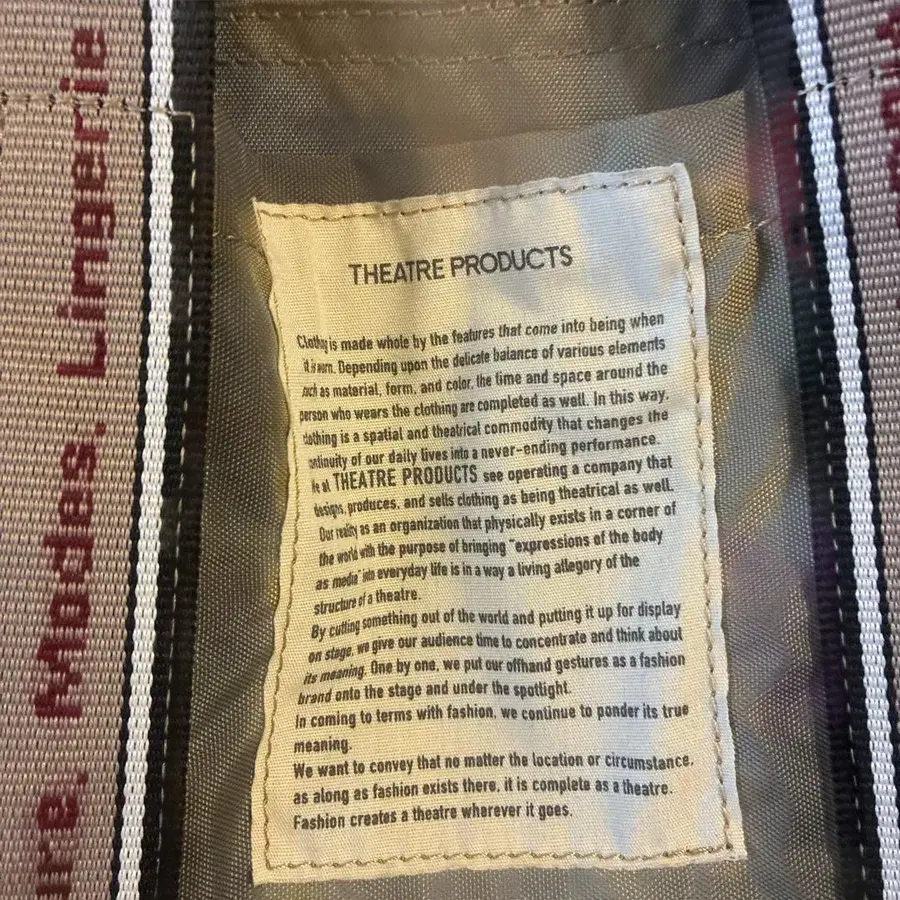 THEATRE PRODUCTS
Clothing is made whole by the features that come into being when
it is worn. Depending upon the delicate balance of various elements
such as material, form, and color, the time and space around the
person who wears the clothing are completed as well. In this way,
clothing is a spatial and theatrical commodity that changes the
continuity of our daily lives into a never-ending performance.
We at THEATRE PRODUCTS see operating a company that
designs, produces, and sells clothing as being theatrical as well.
Our reality as an organization that physically exists in a corner of
the world with the purpose of bringing "expressions of the body
as media" into everyday life is in a way a living allegory of the
structure of a theatre.
By cutting something out of the world and putting it up for display
on stage, we give our audience time to concentrate and think about
its meaning. One by one, we put our offhand gestures as a fashion
brand onto the stage and under the spotlight.
In coming to terms with fashion, we continue to ponder its true
meaning.
We want to convey that no matter the location or circumstance,
as along as fashion exists there, it is complete as a theatre.
Fashion creates a theatre wherever it goes.
ure. Modes. Lingerie